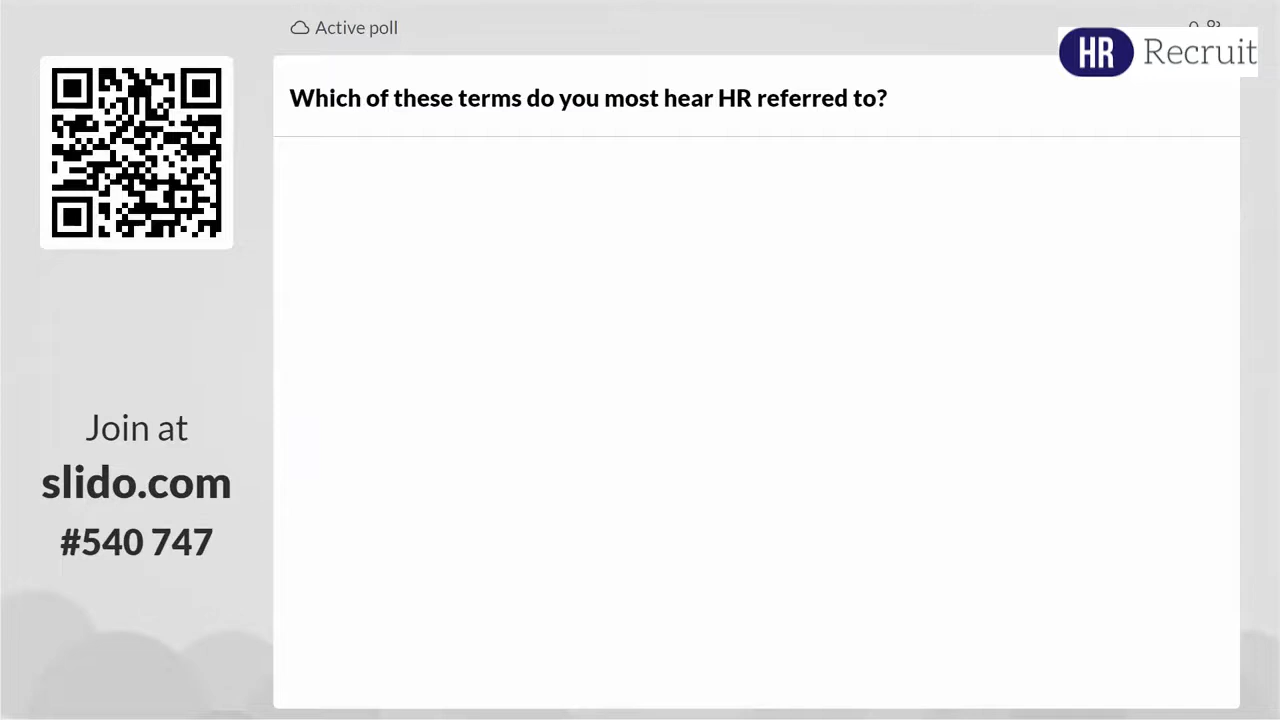 Active poll
HR Recruit
Which of these terms do you most hear HR referred to?
Join at
slido.com
#540 747